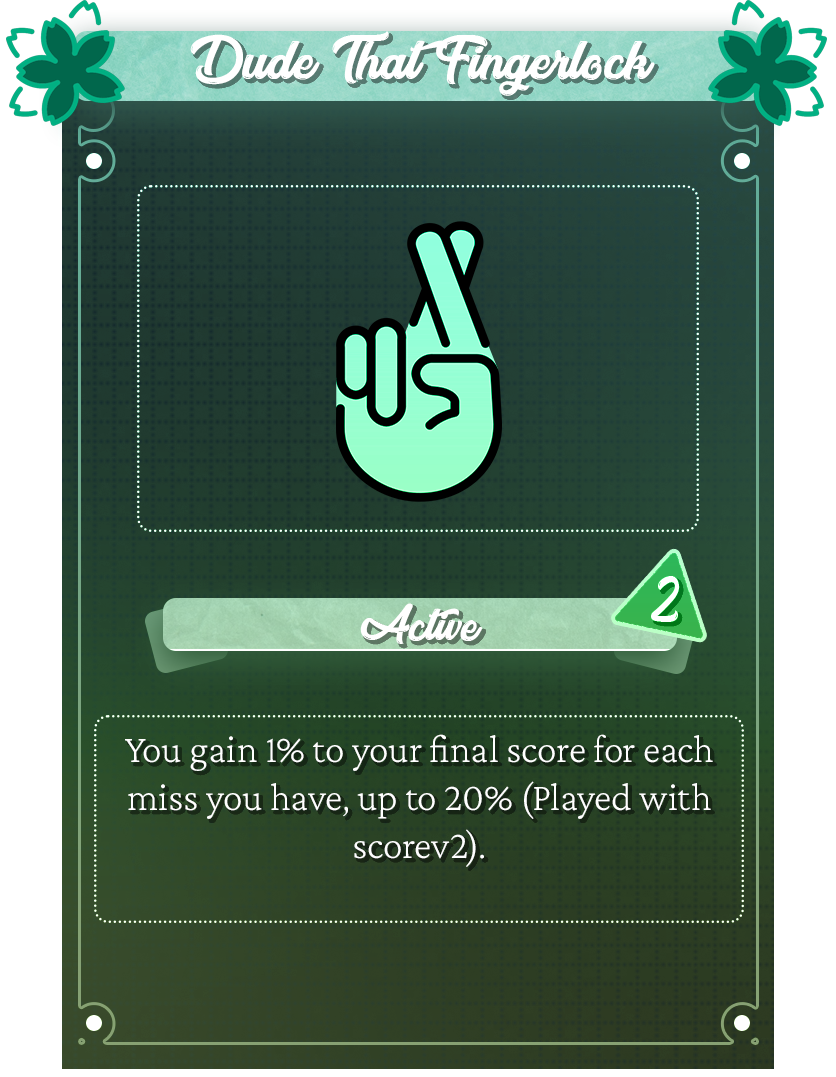 Dude That Fingerlock
Active
2
You gain 1% to your final score for each
miss you have, up to 20% (Played with
scorev2).